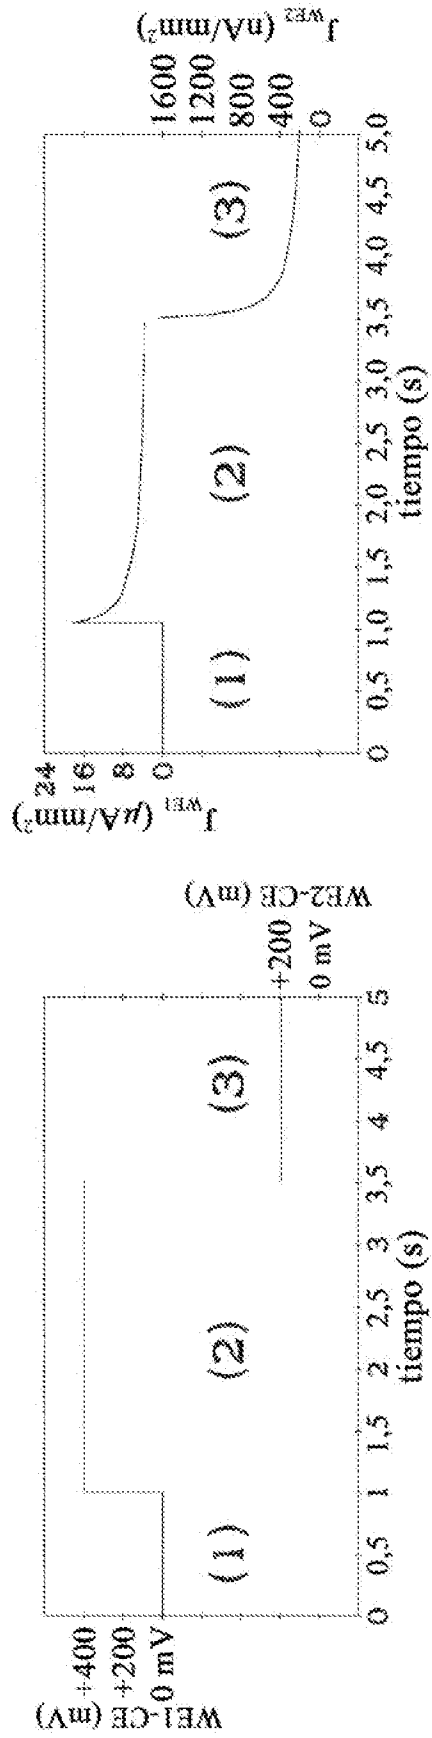 WE1-CE (mV)
+400
+200
0 mV
(1)
(2)
(3)
+200
0 mV
WE2-CE (mV)
0 0,5 1 1,5 2 2,5 3 3,5 4 4,5 5
tiempo (s)
J WE1 (µA/mm²)
24
16
8
0
(1)
(2)
(3)
1600
1200
800
400
0
J WE2 (nA/mm²)
0 0,5 1,0 1,5 2,0 2,5 3,0 3,5 4,0 4,5 5,0
tiempo (s)